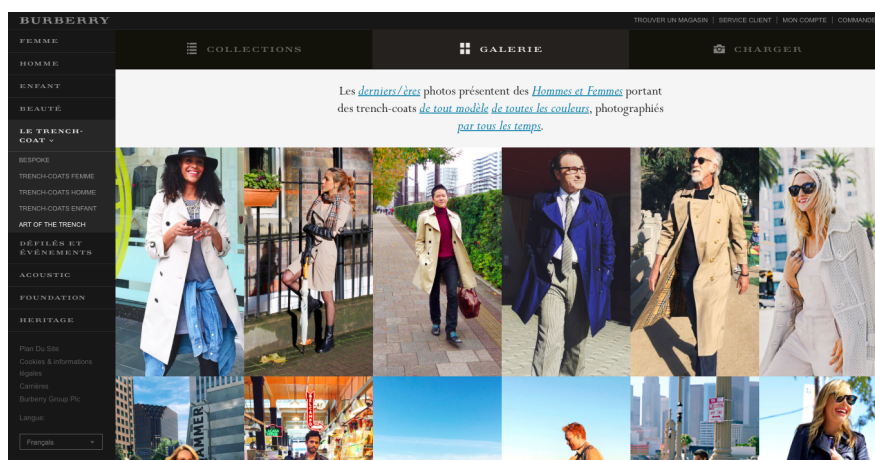 BURBERRY
TROUVER UN MAGASIN | SERVICE CLIENT | MON COMPTE | COMMANDE
FEMME
HOMME
ENFANT
BEAUTÉ
LE TRENCH-
COAT
BESPOKE
TRENCH-COATS FEMME
TRENCH-COATS HOMME
TRENCH-COATS ENFANT
ART OF THE TRENCH
DÉFILÉS ET
ÉVÉNEMENTS
ACOUSTIC
FOUNDATION
HERITAGE
Plan Du Site
Cookies & informations
légales
Carrières
Burberry Group Plc
Langue:
Français
COLLECTIONS
GALERIE
CHARGER
Les derniers/ères photos présentent des Hommes et Femmes portant
des trench-coats de tout modèle de toutes les couleurs, photographiés
par tous les temps.
HAMMER